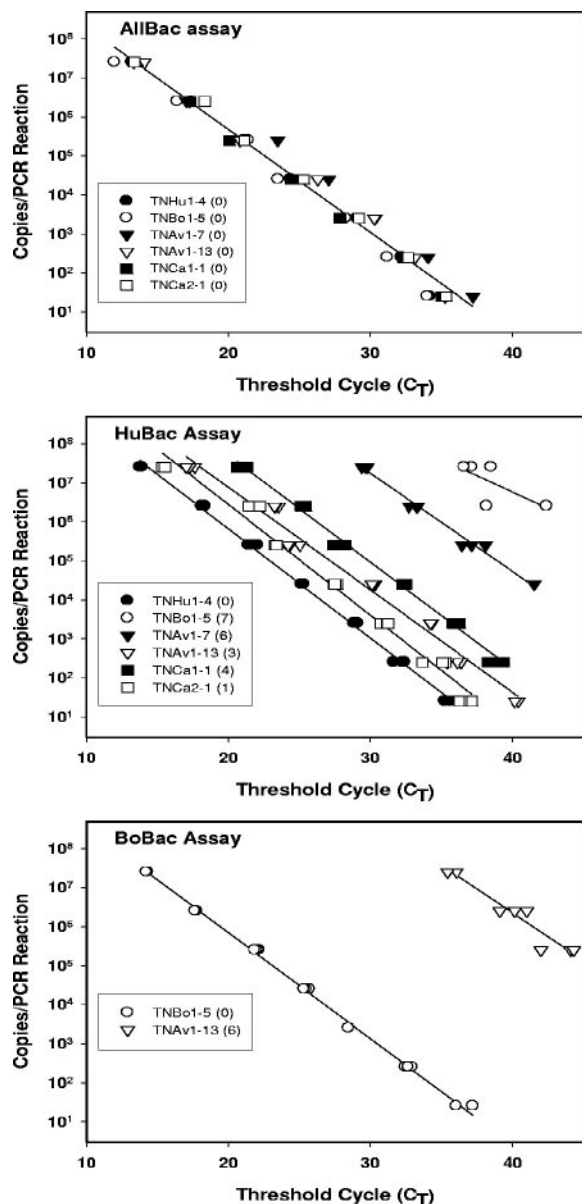 AllBac assay
Copies/PCR Reaction
10⁸
10⁷
10⁶
10⁵
10⁴
10³
10²
10¹
TNHu1-4 (0)
TNBo1-5 (0)
TNAv1-7 (0)
TNAv1-13 (0)
TNCa1-1 (0)
TNCa2-1 (0)
10 20 30 40
Threshold Cycle (C_T)
HuBac Assay
Copies/PCR Reaction
10⁸
10⁷
10⁶
10⁵
10⁴
10³
10²
10¹
TNHu1-4 (0)
TNBo1-5 (7)
TNAv1-7 (6)
TNAv1-13 (3)
TNCa1-1 (4)
TNCa2-1 (1)
10 20 30 40
Threshold Cycle (C_T)
BoBac Assay
Copies/PCR Reaction
10⁸
10⁷
10⁶
10⁵
10⁴
10³
10²
10¹
TNBo1-5 (0)
TNAv1-13 (6)
10 20 30 40
Threshold Cycle (C_T)